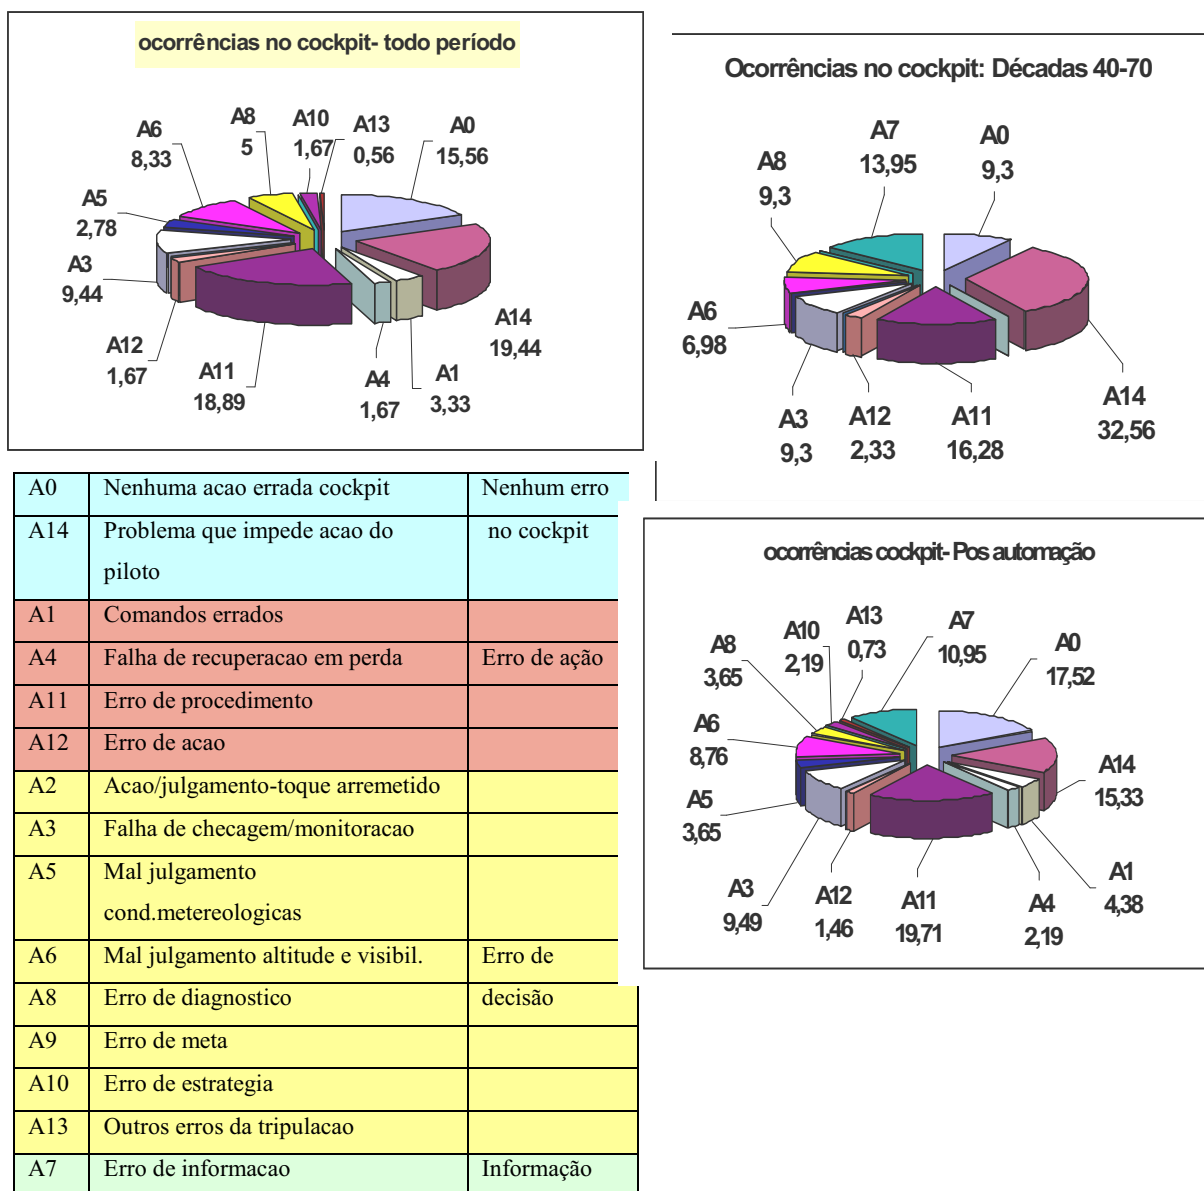 ocorrências no cockpit- todo período
A6
8,33
A8
5
A10
1,67
A13
0,56
A0
15,56
A5
2,78
A3
9,44
A12
1,67
A11
18,89
A4
1,67
A1
3,33
A14
19,44
Ocorrências no cockpit: Décadas 40-70
A7
13,95
A0
9,3
A8
9,3
A6
6,98
A3
9,3
A12
2,33
A11
16,28
A14
32,56
A0 Nenhuma acao errada cockpit Nenhum erro
A14 Problema que impede acao do no cockpit
piloto
A1 Comandos errados
A4 Falha de recuperacao em perda Erro de ação
A11 Erro de procedimento
A12 Erro de acao
A2 Acao/julgamento-toque arremetido
A3 Falha de checagem/monitoracao
A5 Mal julgamento
cond.metereologicas
A6 Mal julgamento altitude e visibil. Erro de
A8 Erro de diagnostico decisão
A9 Erro de meta
A10 Erro de estrategia
A13 Outros erros da tripulacao
A7 Erro de informacao Informação
ocorrências cockpit- Pos automação
A8
3,65
A10
2,19
A13
0,73
A7
10,95
A0
17,52
A6
8,76
A5
3,65
A3
9,49
A12
1,46
A11
19,71
A4
2,19
A1
4,38
A14
15,33